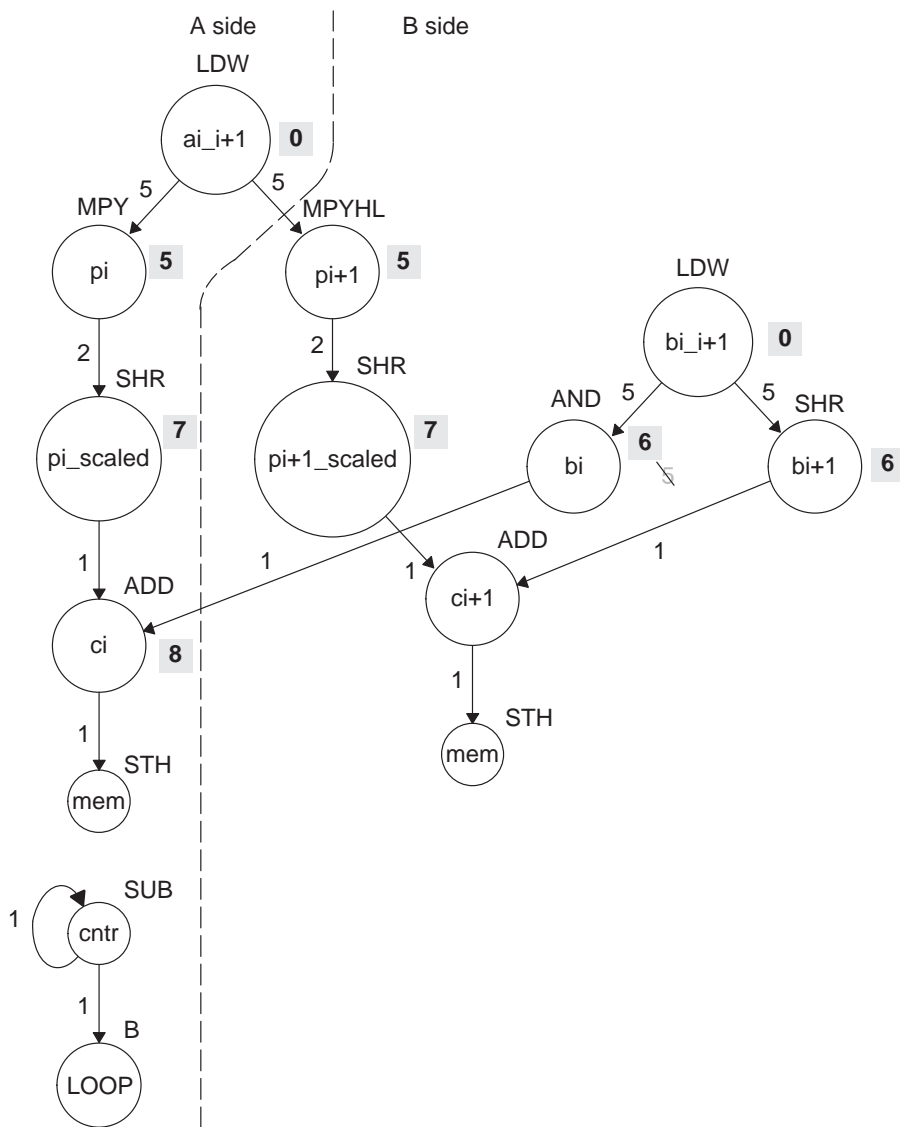 A side B side
LDW
ai_i+1 0
5 5
MPY MPYHL
pi 5 pi+1 5
LDW
bi_i+1 0
2 2
SHR SHR
5 5
AND SHR
pi_scaled 7 pi+1_scaled 7
bi 6 bi+1 6
5
1 1 1 1
ADD ADD
ci 8 ci+1
1 1
STH STH
mem mem
SUB
1 cntr
1
B
LOOP